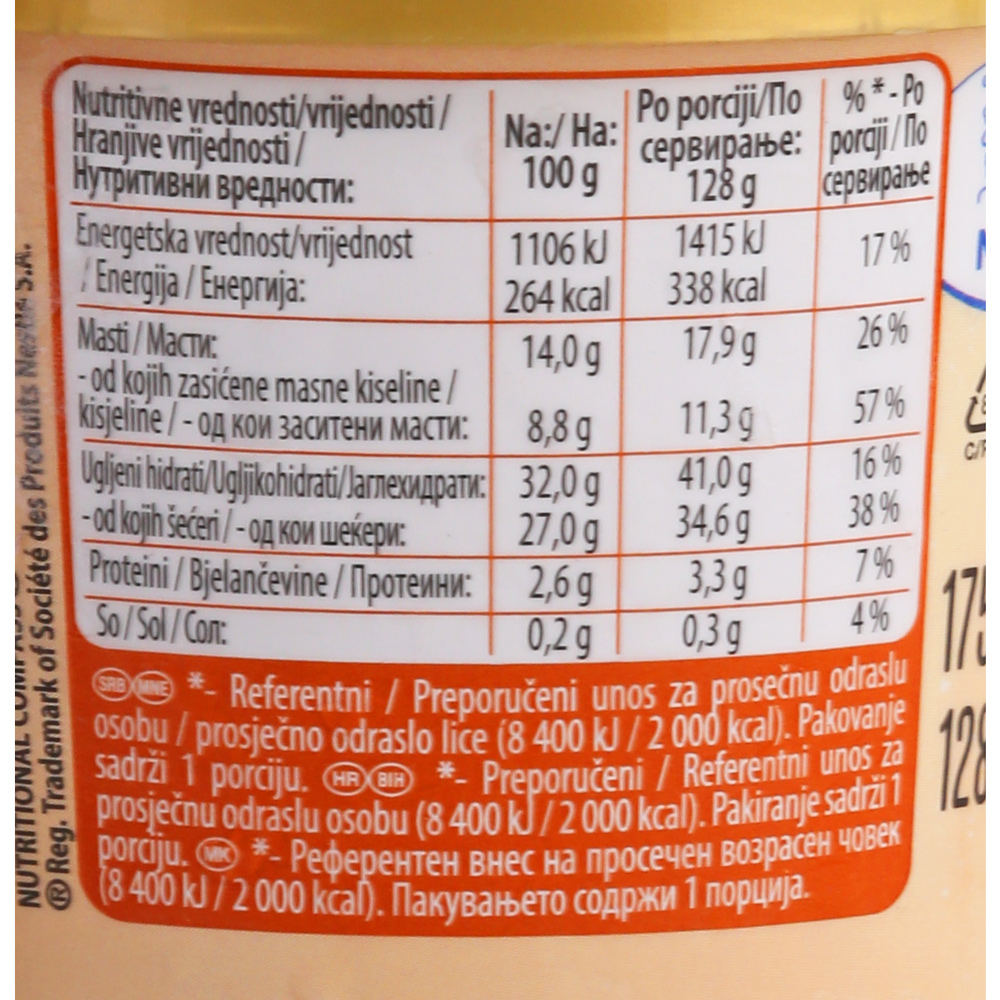 Nutritivne vrednosti/vrijednosti /
Hranjive vrijednosti /
Нутритивни вредности:
Na:/ На:
100 g
Po porciji/По
сервирање:
128 g
% * - Po
porciji / По
сервирање
Energetska vrednost/vrijednost
/ Energija / Енергија:
1106 kJ
264 kcal
1415 kJ
338 kcal
17 %
Masti / Масти:
14,0 g
17,9 g
26 %
- od kojih zasićene masne kiseline /
kisjeline / - од кои заситени масти:
8,8 g
11,3 g
57 %
Ugljeni hidrati/Ugljikohidrati/Јаглехидрати:
32,0 g
41,0 g
16 %
- od kojih šećeri / - од кои шеќери:
27,0 g
34,6 g
38 %
Proteini / Bjelančevine / Протеини:
2,6 g
3,3 g
7 %
So / Sol / Сол:
0,2 g
0,3 g
4 %
SRB MNE *- Referentni / Preporučeni unos za prosečnu odraslu
osobu / prosječno odraslo lice (8 400 kJ / 2 000 kcal). Pakovanje
sadrži 1 porciju. HR BIH *- Preporučeni / Referentni unos za
prosječnu odraslu osobu (8 400 kJ / 2 000 kcal). Pakiranje sadrži 1
porciju. MK *- Референтен внес на просечен возрасен човек
(8 400 kJ / 2 000 kcal). Пакувањето содржи 1 порција.
NUTRITIONAL
® Reg. Trademark of Société des Produits Nestlé S.A.
128